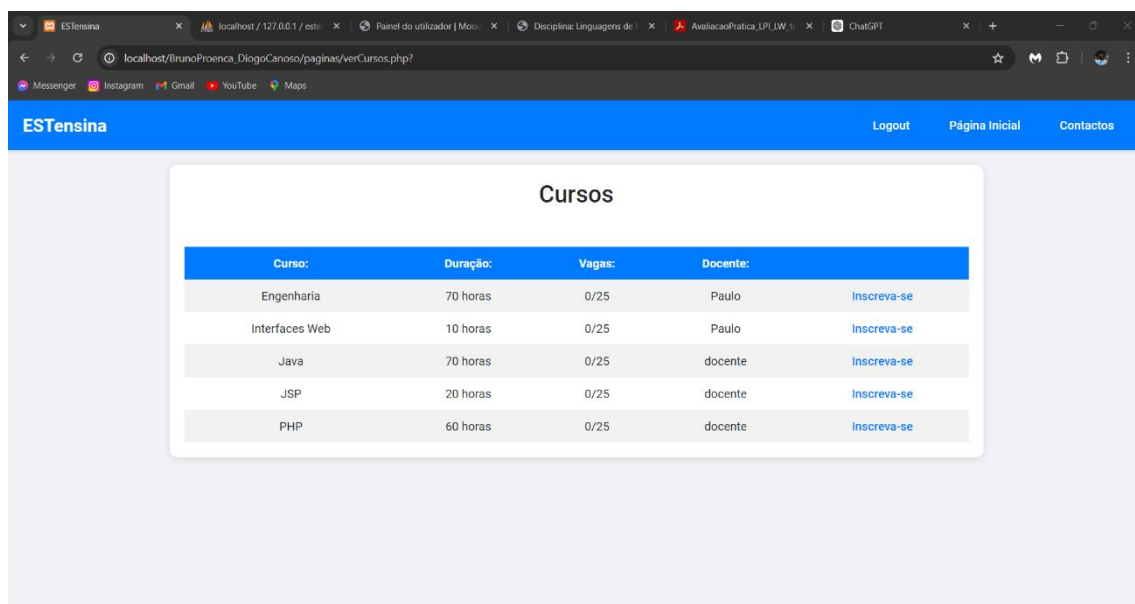 ESTensina
localhost / 127.0.0.1 / este
Painel do utilizador | Mood
Disciplina: Linguagens de
AvaliacaoPratica_LPI_LW_t
ChatGPT
localhost/BrunoProenca_DiogoCanoso/paginas/verCursos.php?
Messenger Instagram Gmail YouTube Maps
ESTensina Logout Página Inicial Contactos
Cursos
Curso: Duração: Vagas: Docente:
Engenharia 70 horas 0/25 Paulo Inscreva-se
Interfaces Web 10 horas 0/25 Paulo Inscreva-se
Java 70 horas 0/25 docente Inscreva-se
JSP 20 horas 0/25 docente Inscreva-se
PHP 60 horas 0/25 docente Inscreva-se